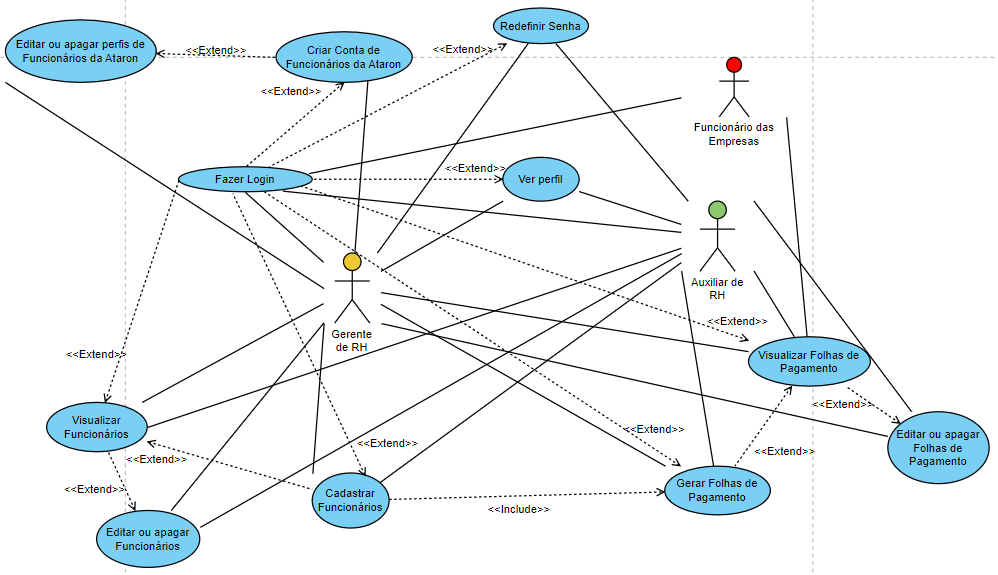 Redefinir Senha
Editar ou apagar perfis de
Funcionários da Ataron
<<Extend>>
Criar Conta de
Funcionários da Ataron
<<Extend>>
<<Extend>>
Funcionário das
Empresas
Fazer Login
<<Extend>>
Ver perfil
Auxiliar de
RH
<<Extend>>
Gerente
de RH
<<Extend>>
Visualizar Folhas de
Pagamento
<<Extend>>
Visualizar
Funcionários
<<Extend>>
<<Extend>>
Editar ou apagar
Folhas de
Pagamento
<<Extend>>
<<Extend>>
<<Extend>>
Cadastrar
Funcionários
Gerar Folhas de
Pagamento
<<Include>>
Editar ou apagar
Funcionários